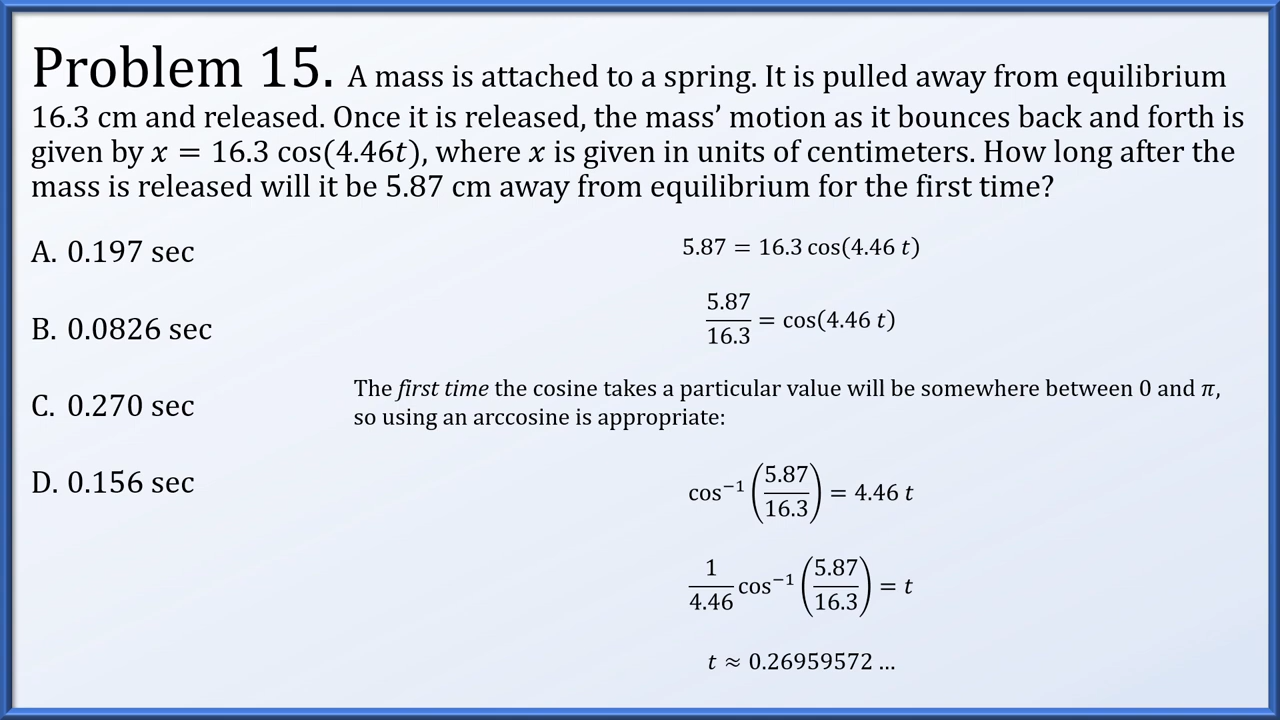 Problem 15. A mass is attached to a spring. It is pulled away from equilibrium
16.3 cm and released. Once it is released, the mass’ motion as it bounces back and forth is
given by x = 16.3 cos(4.46t), where x is given in units of centimeters. How long after the
mass is released will it be 5.87 cm away from equilibrium for the first time?
A. 0.197 sec
B. 0.0826 sec
C. 0.270 sec
D. 0.156 sec
5.87 = 16.3 cos(4.46 t)
5.87/16.3 = cos(4.46 t)
The first time the cosine takes a particular value will be somewhere between 0 and π,
so using an arccosine is appropriate:
cos⁻¹(5.87/16.3) = 4.46 t
1/4.46 cos⁻¹(5.87/16.3) = t
t ≈ 0.26959572 ...